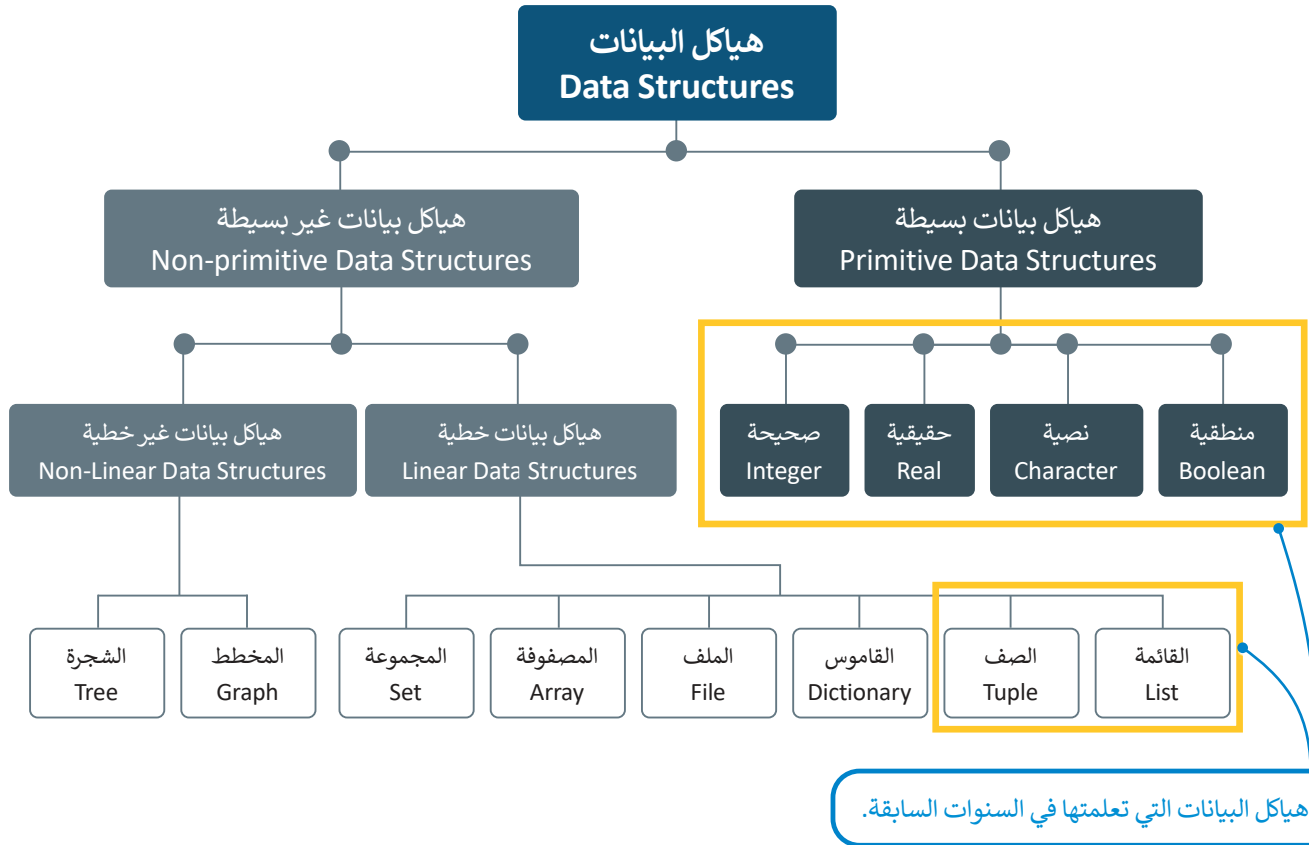 هياكل البيانات
Data Structures
هياكل بيانات بسيطة
Primitive Data Structures
هياكل بيانات غير بسيطة
Non-primitive Data Structures
منطقية
Boolean
نصية
Character
حقيقية
Real
صحيحة
Integer
هياكل بيانات خطية
Linear Data Structures
هياكل بيانات غير خطية
Non-Linear Data Structures
القائمة
List
الصف
Tuple
القاموس
Dictionary
الملف
File
المصفوفة
Array
المجموعة
Set
المخطط
Graph
الشجرة
Tree
هياكل البيانات التي تعلمتها في السنوات السابقة.